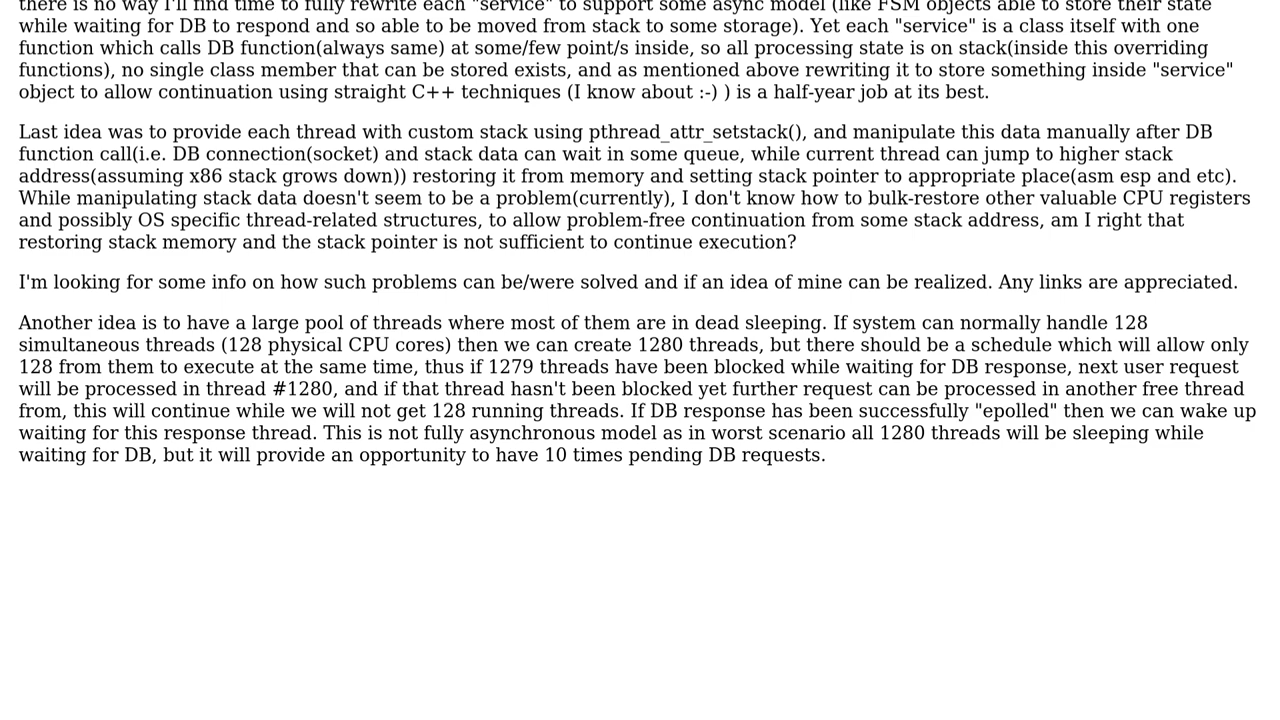 there is no way I'll find time to fully rewrite each "service" to support some async model (like FSM objects able to store their state
while waiting for DB to respond and so able to be moved from stack to some storage). Yet each "service" is a class itself with one
function which calls DB function(always same) at some/few point/s inside, so all processing state is on stack(inside this overriding
functions), no single class member that can be stored exists, and as mentioned above rewriting it to store something inside "service"
object to allow continuation using straight C++ techniques (I know about :-) ) is a half-year job at its best.
Last idea was to provide each thread with custom stack using pthread_attr_setstack(), and manipulate this data manually after DB
function call(i.e. DB connection(socket) and stack data can wait in some queue, while current thread can jump to higher stack
address(assuming x86 stack grows down)) restoring it from memory and setting stack pointer to appropriate place(asm esp and etc).
While manipulating stack data doesn't seem to be a problem(currently), I don't know how to bulk-restore other valuable CPU registers
and possibly OS specific thread-related structures, to allow problem-free continuation from some stack address, am I right that
restoring stack memory and the stack pointer is not sufficient to continue execution?
I'm looking for some info on how such problems can be/were solved and if an idea of mine can be realized. Any links are appreciated.
Another idea is to have a large pool of threads where most of them are in dead sleeping. If system can normally handle 128
simultaneous threads (128 physical CPU cores) then we can create 1280 threads, but there should be a schedule which will allow only
128 from them to execute at the same time, thus if 1279 threads have been blocked while waiting for DB response, next user request
will be processed in thread #1280, and if that thread hasn't been blocked yet further request can be processed in another free thread
from, this will continue while we will not get 128 running threads. If DB response has been successfully "epolled" then we can wake up
waiting for this response thread. This is not fully asynchronous model as in worst scenario all 1280 threads will be sleeping while
waiting for DB, but it will provide an opportunity to have 10 times pending DB requests.